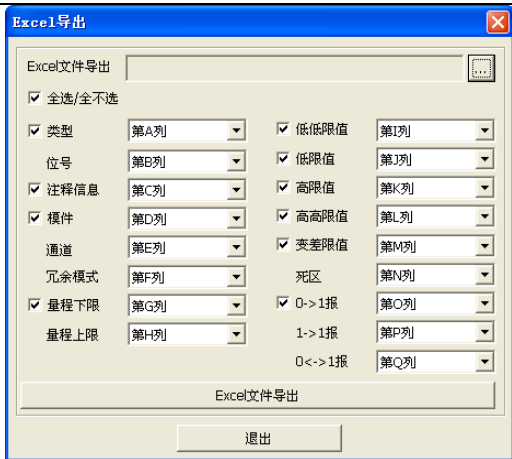 Excel导出
Excel文件导出 ...
全选/全不选
类型 第A列 低低限值 第I列
位号 第B列 低限值 第J列
注释信息 第C列 高限值 第K列
模件 第D列 高高限值 第L列
通道 第E列 变差限值 第M列
冗余模式 第F列 死区 第N列
量程下限 第G列 0->1报 第O列
量程上限 第H列 1->1报 第P列
0<->1报 第Q列
Excel文件导出
退出